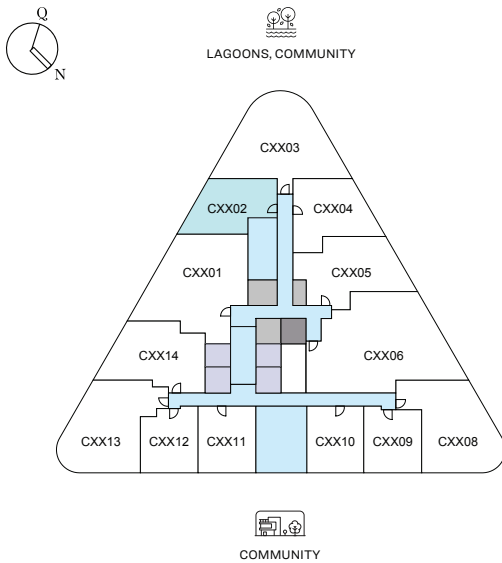 Q
N
LAGOONS, COMMUNITY
CXX03
CXX02
CXX04
CXX01
CXX05
CXX14
CXX06
CXX13
CXX12
CXX11
CXX10
CXX09
CXX08
COMMUNITY